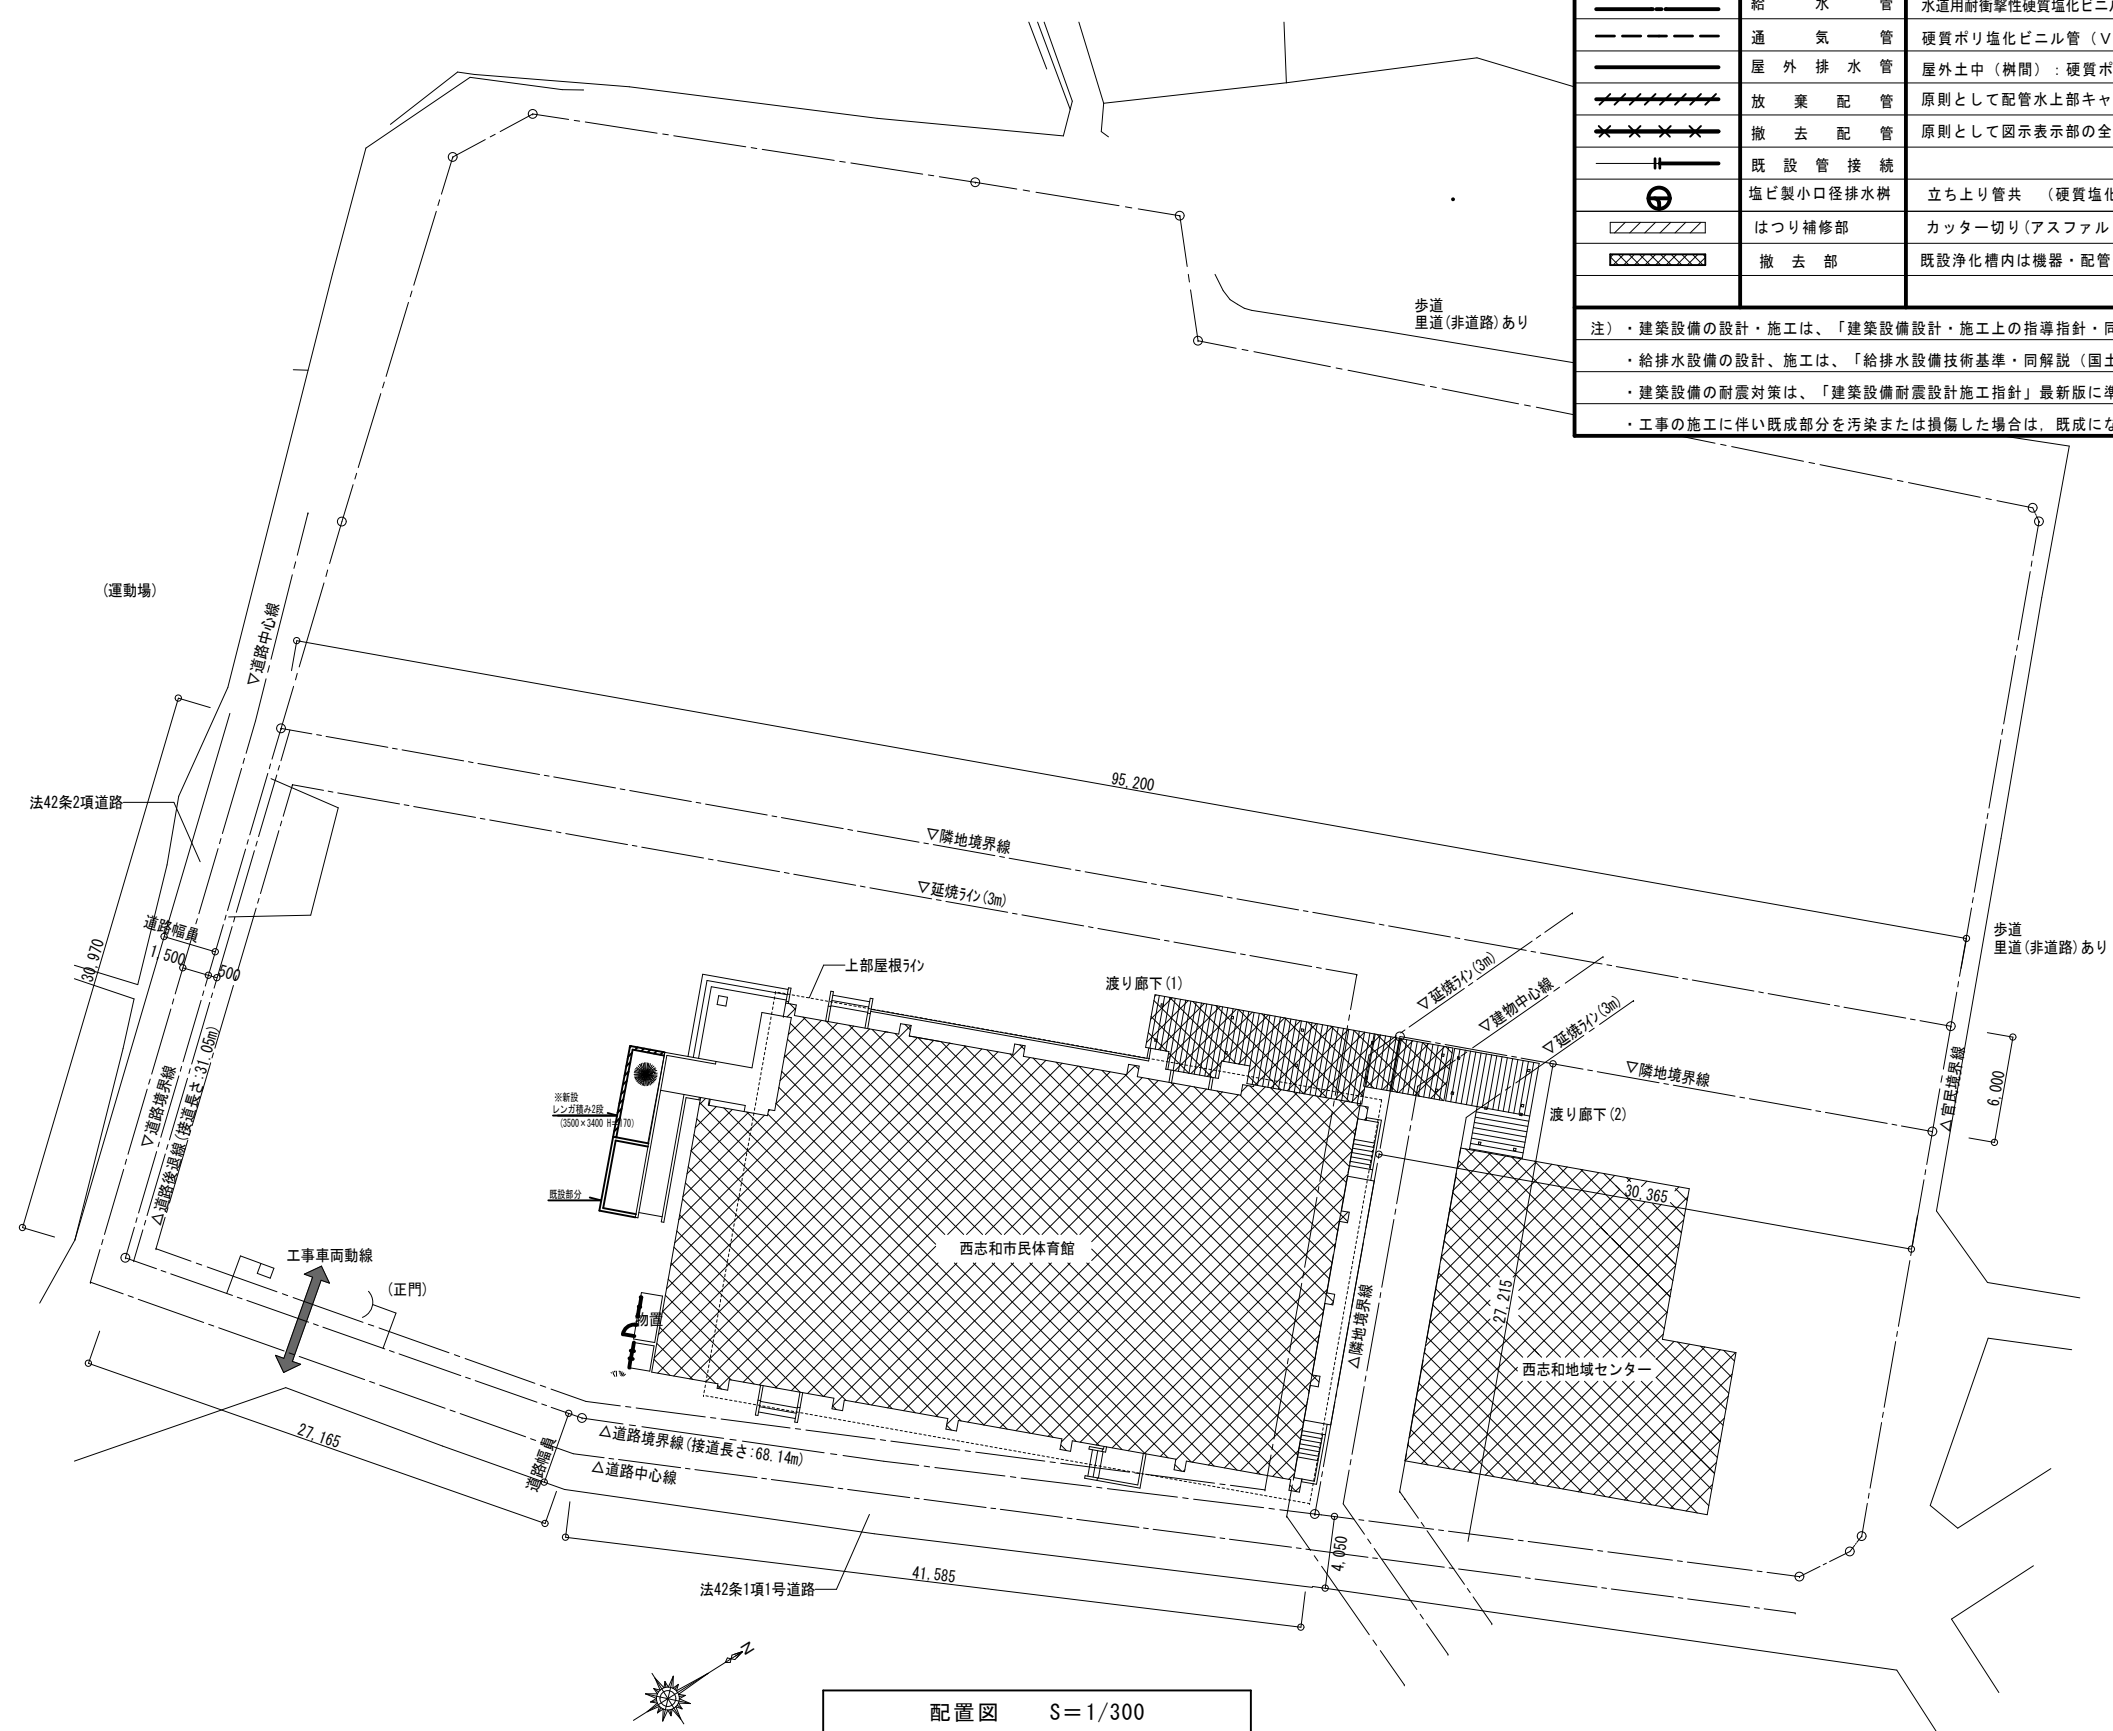 給水管 水道用耐衝撃性硬質塩化ビニル
通気管 硬質ポリ塩化ビニル管(V
屋外排水管 屋外土中(桝間):硬質ポ
放棄配管 原則として配管水上部キャ
撤去配管 原則として図示表示部の全
既設管接続
塩ビ製小口径排水桝 立ち上り管共 (硬質塩化
はつり補修部 カッター切り(アスファル
撤去部 既設浄化槽内は機器・配管
注)・建築設備の設計・施工は、「建築設備設計・施工上の指導指針・同
・給排水設備の設計、施工は、「給排水設備技術基準・同解説(国土
・建築設備の耐震対策は、「建築設備耐震設計施工指針」最新版に準
・工事の施工に伴い既成部分を汚染または損傷した場合は,既成にな
歩道
里道(非道路)あり
(運動場)
▽道路中心線
95,200
法42条2項道路
▽隣地境界線
▽延焼ライン(3m)
道路幅員
1,500
500
30,970
上部屋根ライン
渡り廊下(1)
▽延焼ライン(3m)
▽建物中心線
▽延焼ライン(3m)
歩道
里道(非道路)あり
▽隣地境界線
△官民境界線
6,000
渡り廊下(2)
▽道路境界線
△道路後退線(接道長さ:31.05m)
※新設
レンガ積み2段
(3500×3400 H=170)
既設部分
30,365
西志和市民体育館
工事車両動線
(正門)
物置
27,215
△隣地境界線
西志和地域センター
27,165
道路幅員
△道路境界線(接道長さ:68.14m)
△道路中心線
4,050
41,585
法42条1項1号道路
N
配置図 S=1/300